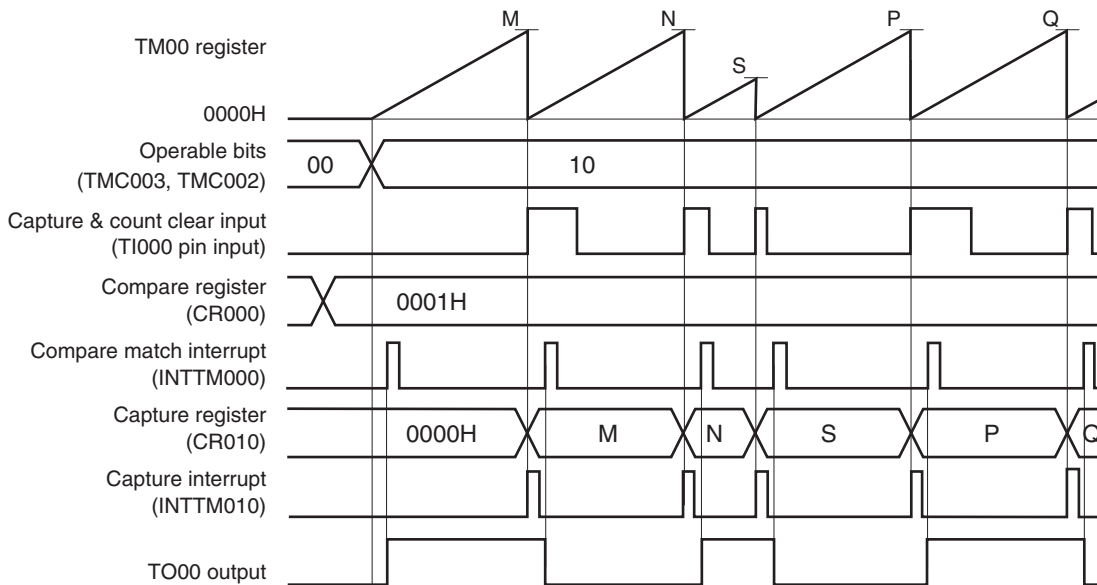 M N P Q
TM00 register
S
0000H
Operable bits
(TMC003, TMC002)
00 10
Capture & count clear input
(TI000 pin input)
Compare register
(CR000)
0001H
Compare match interrupt
(INTTM000)
Capture register
(CR010)
0000H M N S P Q
Capture interrupt
(INTTM010)
TO00 output